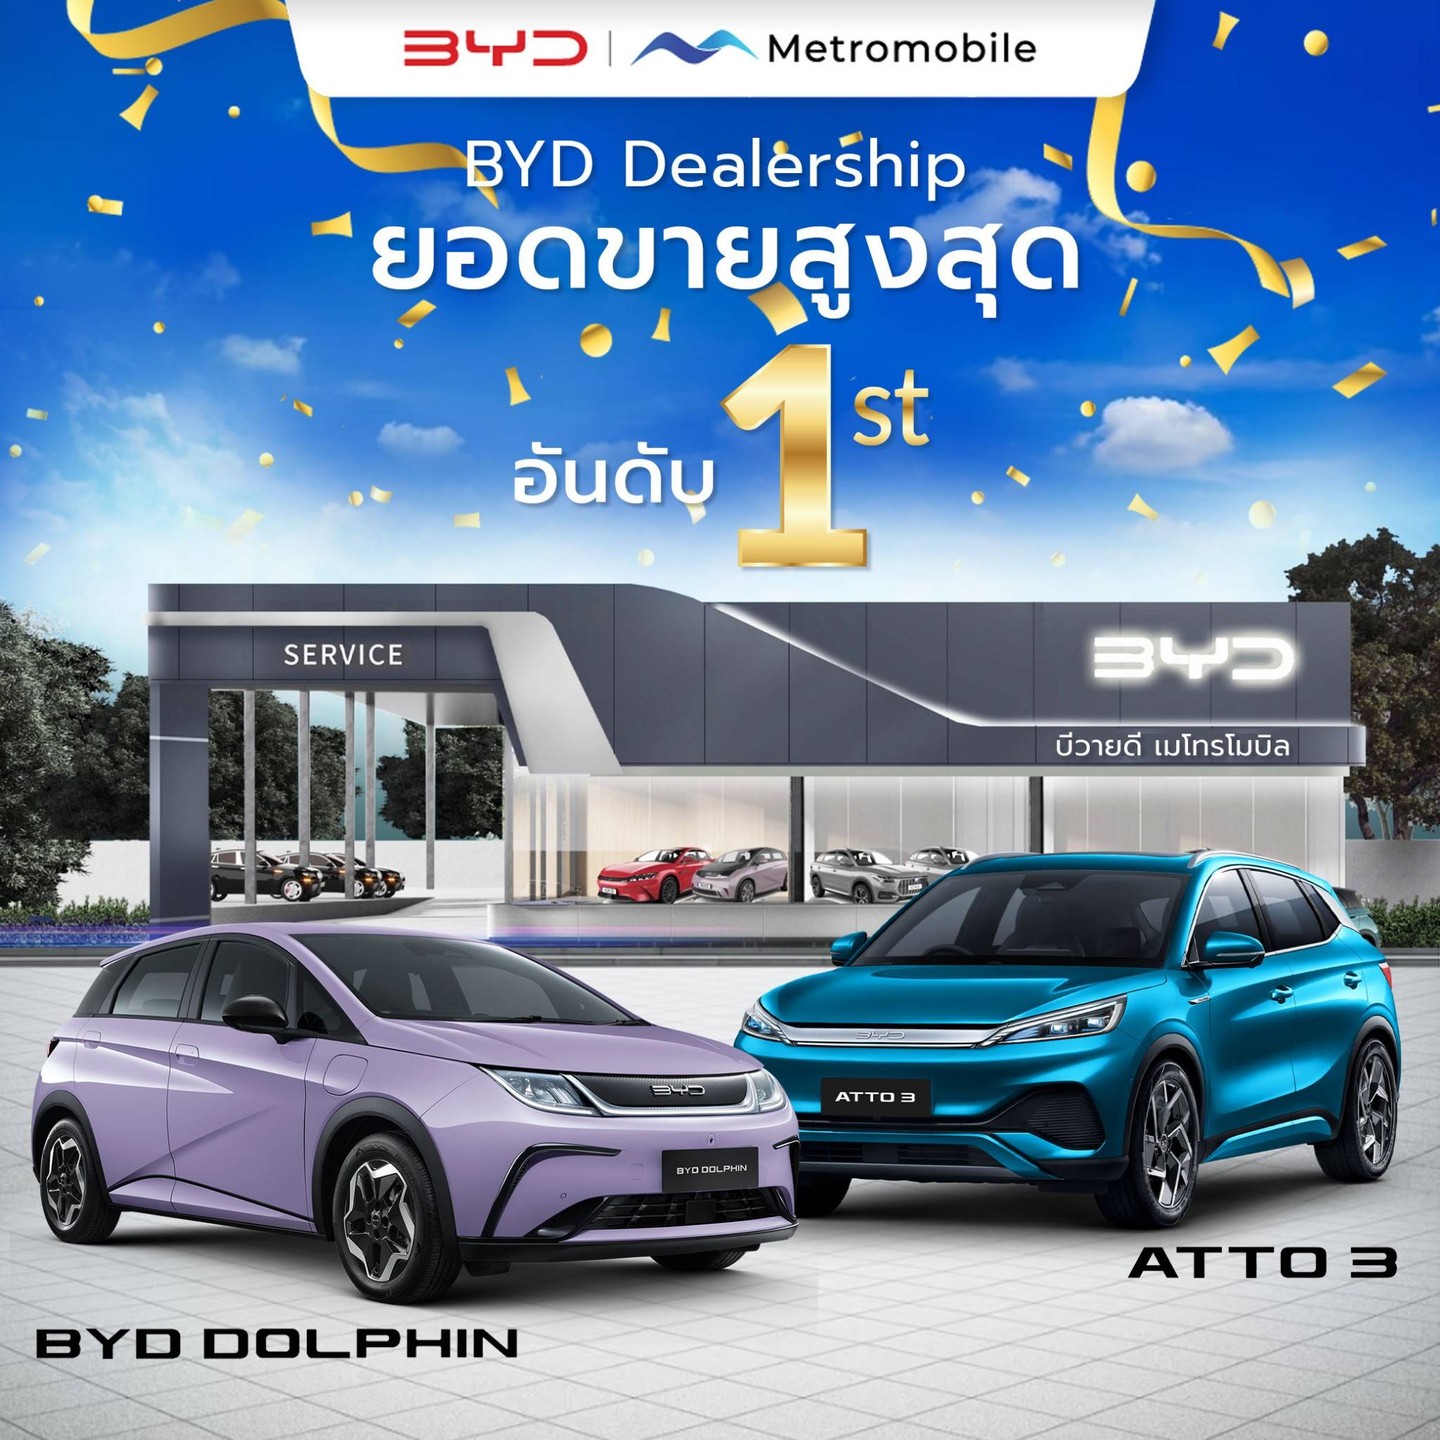 BYD | Metromobile
BYD Dealership
ยอดขายสูงสุด
อันดับ 1st
SERVICE
BYD
บีวายดี เมโทรโมบิล
BYD
BYD
ATTO 3
BYD DOLPHIN
ATTO 3
BYD DOLPHIN